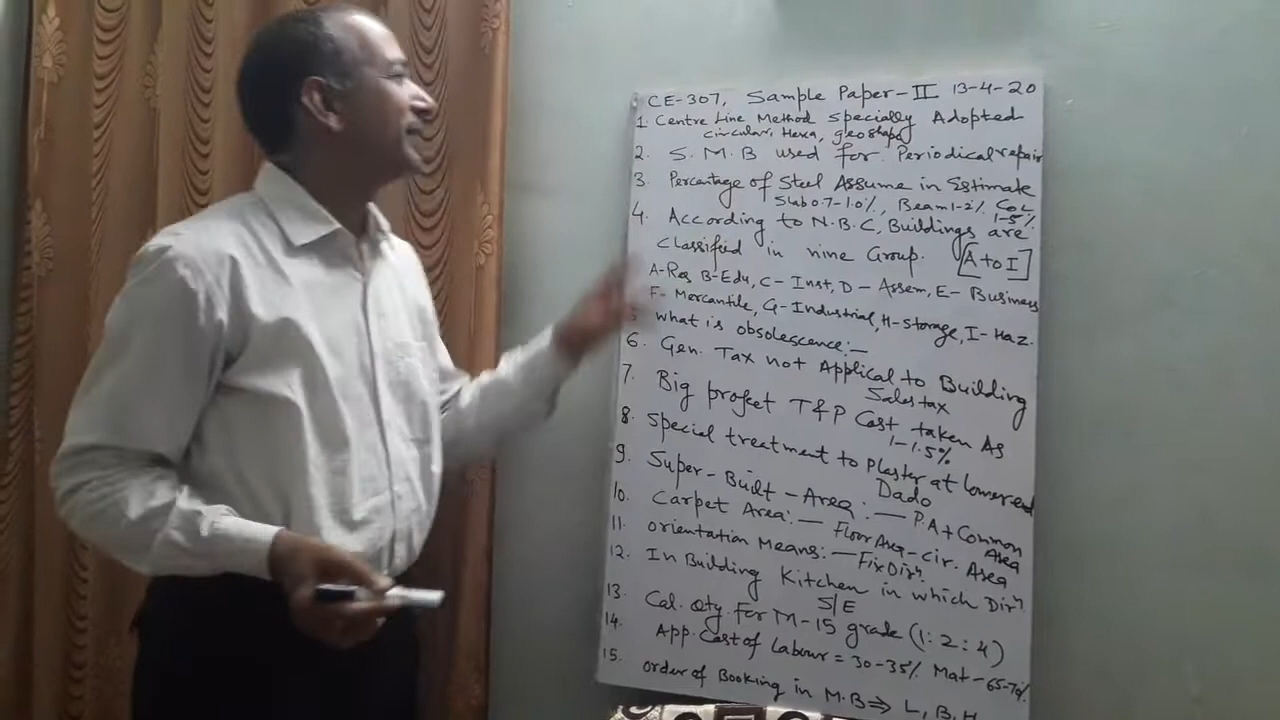 CE-307, Sample Paper-II 13-4-20
1. Centre Line Method specially Adopted
circular, Hexa, geo shape
2. S.M.B used for Periodical repair
3. Percantage of Steel Assume in Estimate
Slab 0.7-1.0%, Beam 1-2% Col
1-5%
4. According to N.B.C, Buildings are
classified in nine Group. [A to I]
A-Res B-Edu, C- Inst, D- Assem, E- Business
F- Mercantile, G-Industrial, H-Storage, I- Haz.
5 what is obsolescence:-
6. Gen. Tax not Applical to Building
Sales tax
7. Big project T&P Cost taken As
1-1.5%
8. Special treatment to Plaster at lower end
Dado
9. Super-Built-Area:— P.A+Common
Area
10. Carpet Area:— Floor Area-Cir. Area
11. orientation Means:— Fix Dirⁿ.
12. In Building Kitchen in which Dirⁿ
S/E
13. Cal. Qty. For M-15 grade (1:2:4)
14. App. Cost of Labour = 30-35% Mat-65-70%
15. order of Booking in M.B⇒ L, B, H